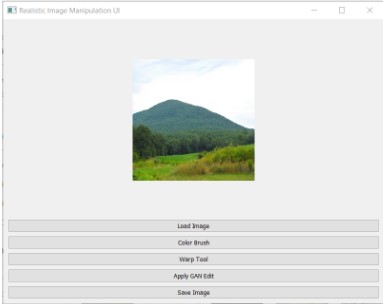 Realistic Image Manipulation UI
Load Image
Color Brush
Warp Tool
Apply GAN Edit
Save Image